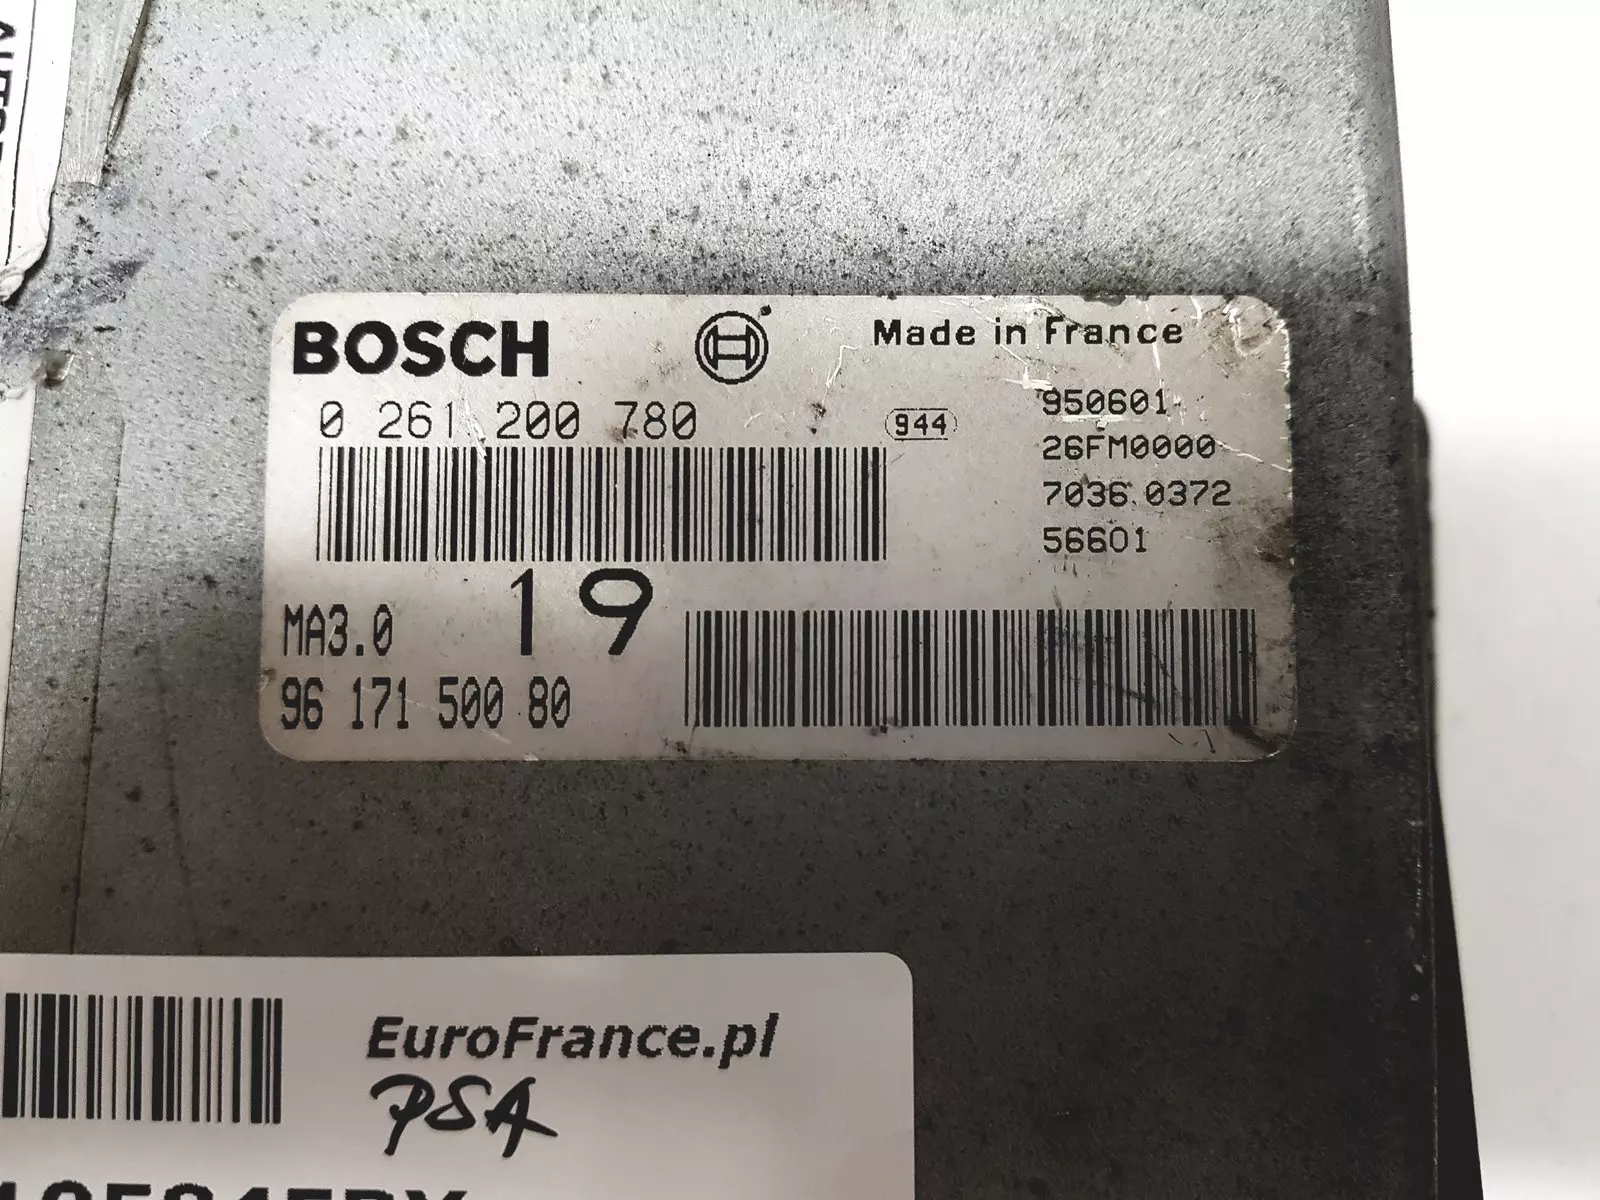 BOSCH
Made in France
0 261 200 780
944
950601
26FM0000
7036 0372
56601
MA3.0
19
96 171 500 80
EuroFrance.pl
PSA